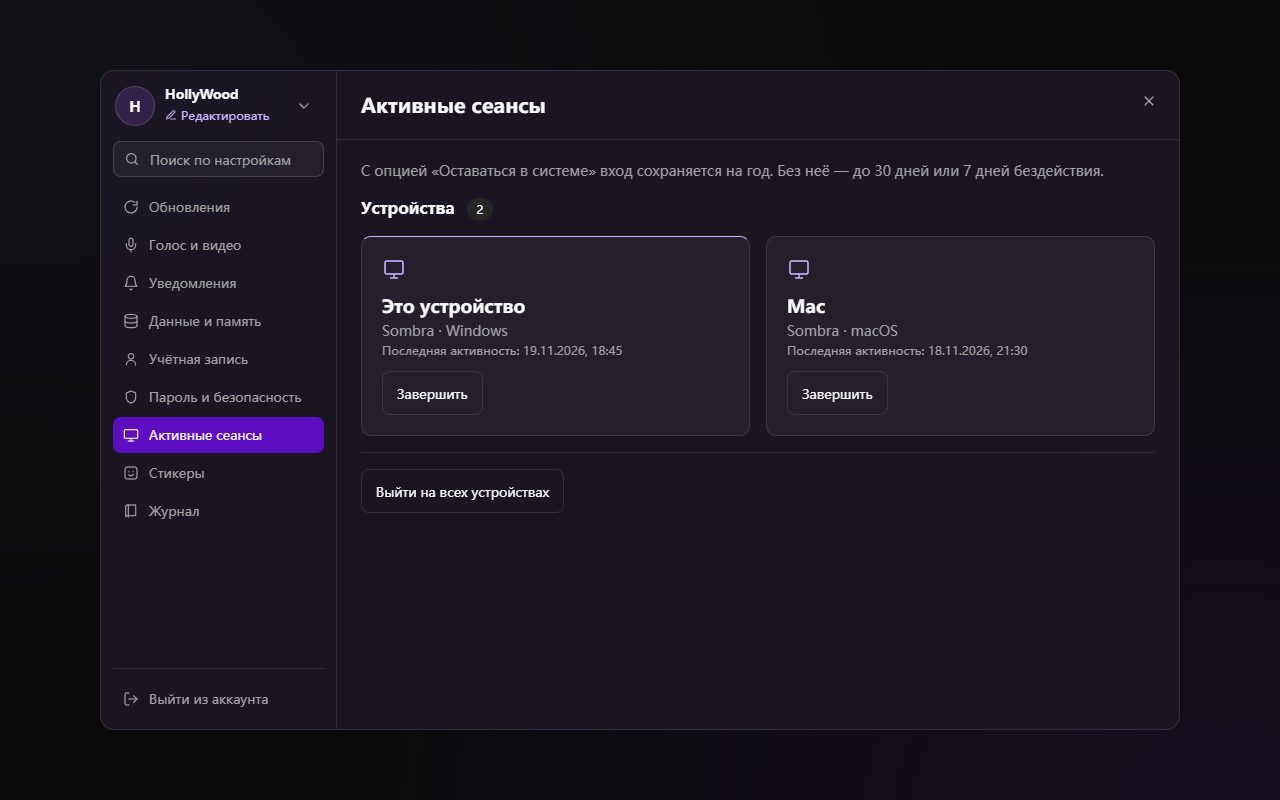 H
HollyWood
Редактировать
Поиск по настройкам
Обновления
Голос и видео
Уведомления
Данные и память
Учётная запись
Пароль и безопасность
Активные сеансы
Стикеры
Журнал
Выйти из аккаунта
Активные сеансы
С опцией «Оставаться в системе» вход сохраняется на год. Без неё — до 30 дней или 7 дней бездействия.
Устройства 2
Это устройство
Sombra · Windows
Последняя активность: 19.11.2026, 18:45
Завершить
Mac
Sombra · macOS
Последняя активность: 18.11.2026, 21:30
Завершить
Выйти на всех устройствах